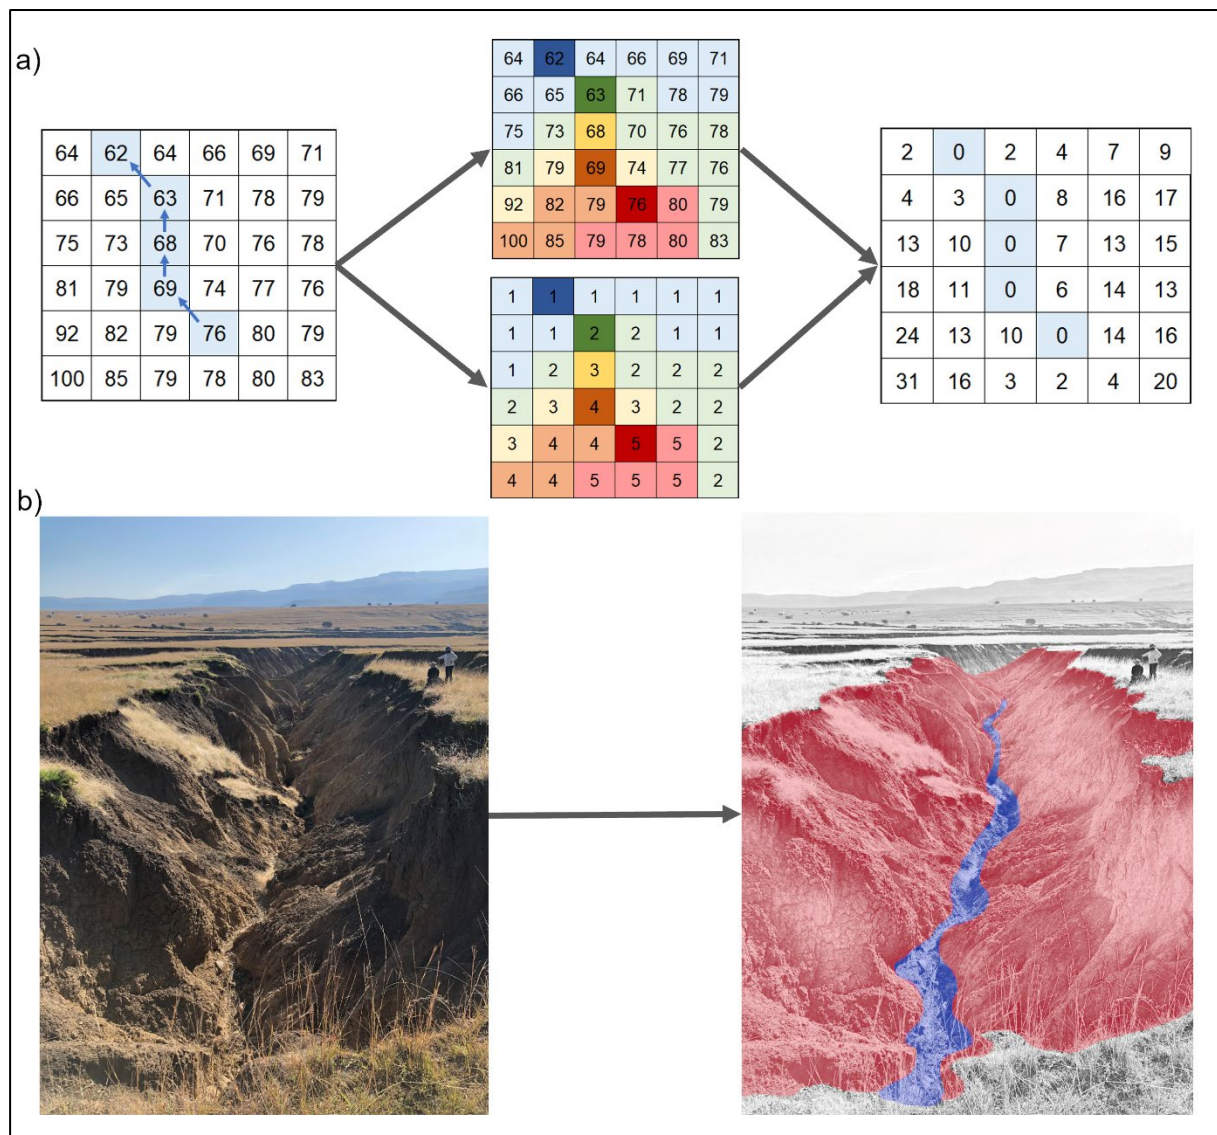 a)
64 62 64 66 69 71
66 65 63 71 78 79
75 73 68 70 76 78
81 79 69 74 77 76
92 82 79 76 80 79
100 85 79 78 80 83
64 62 64 66 69 71
66 65 63 71 78 79
75 73 68 70 76 78
81 79 69 74 77 76
92 82 79 76 80 79
100 85 79 78 80 83
1 1 1 1 1 1
1 1 2 2 1 1
1 2 3 2 2 2
2 3 4 3 2 2
3 4 4 5 5 2
4 4 5 5 5 2
2 0 2 4 7 9
4 3 0 8 16 17
13 10 0 7 13 15
18 11 0 6 14 13
24 13 10 0 14 16
31 16 3 2 4 20
b)